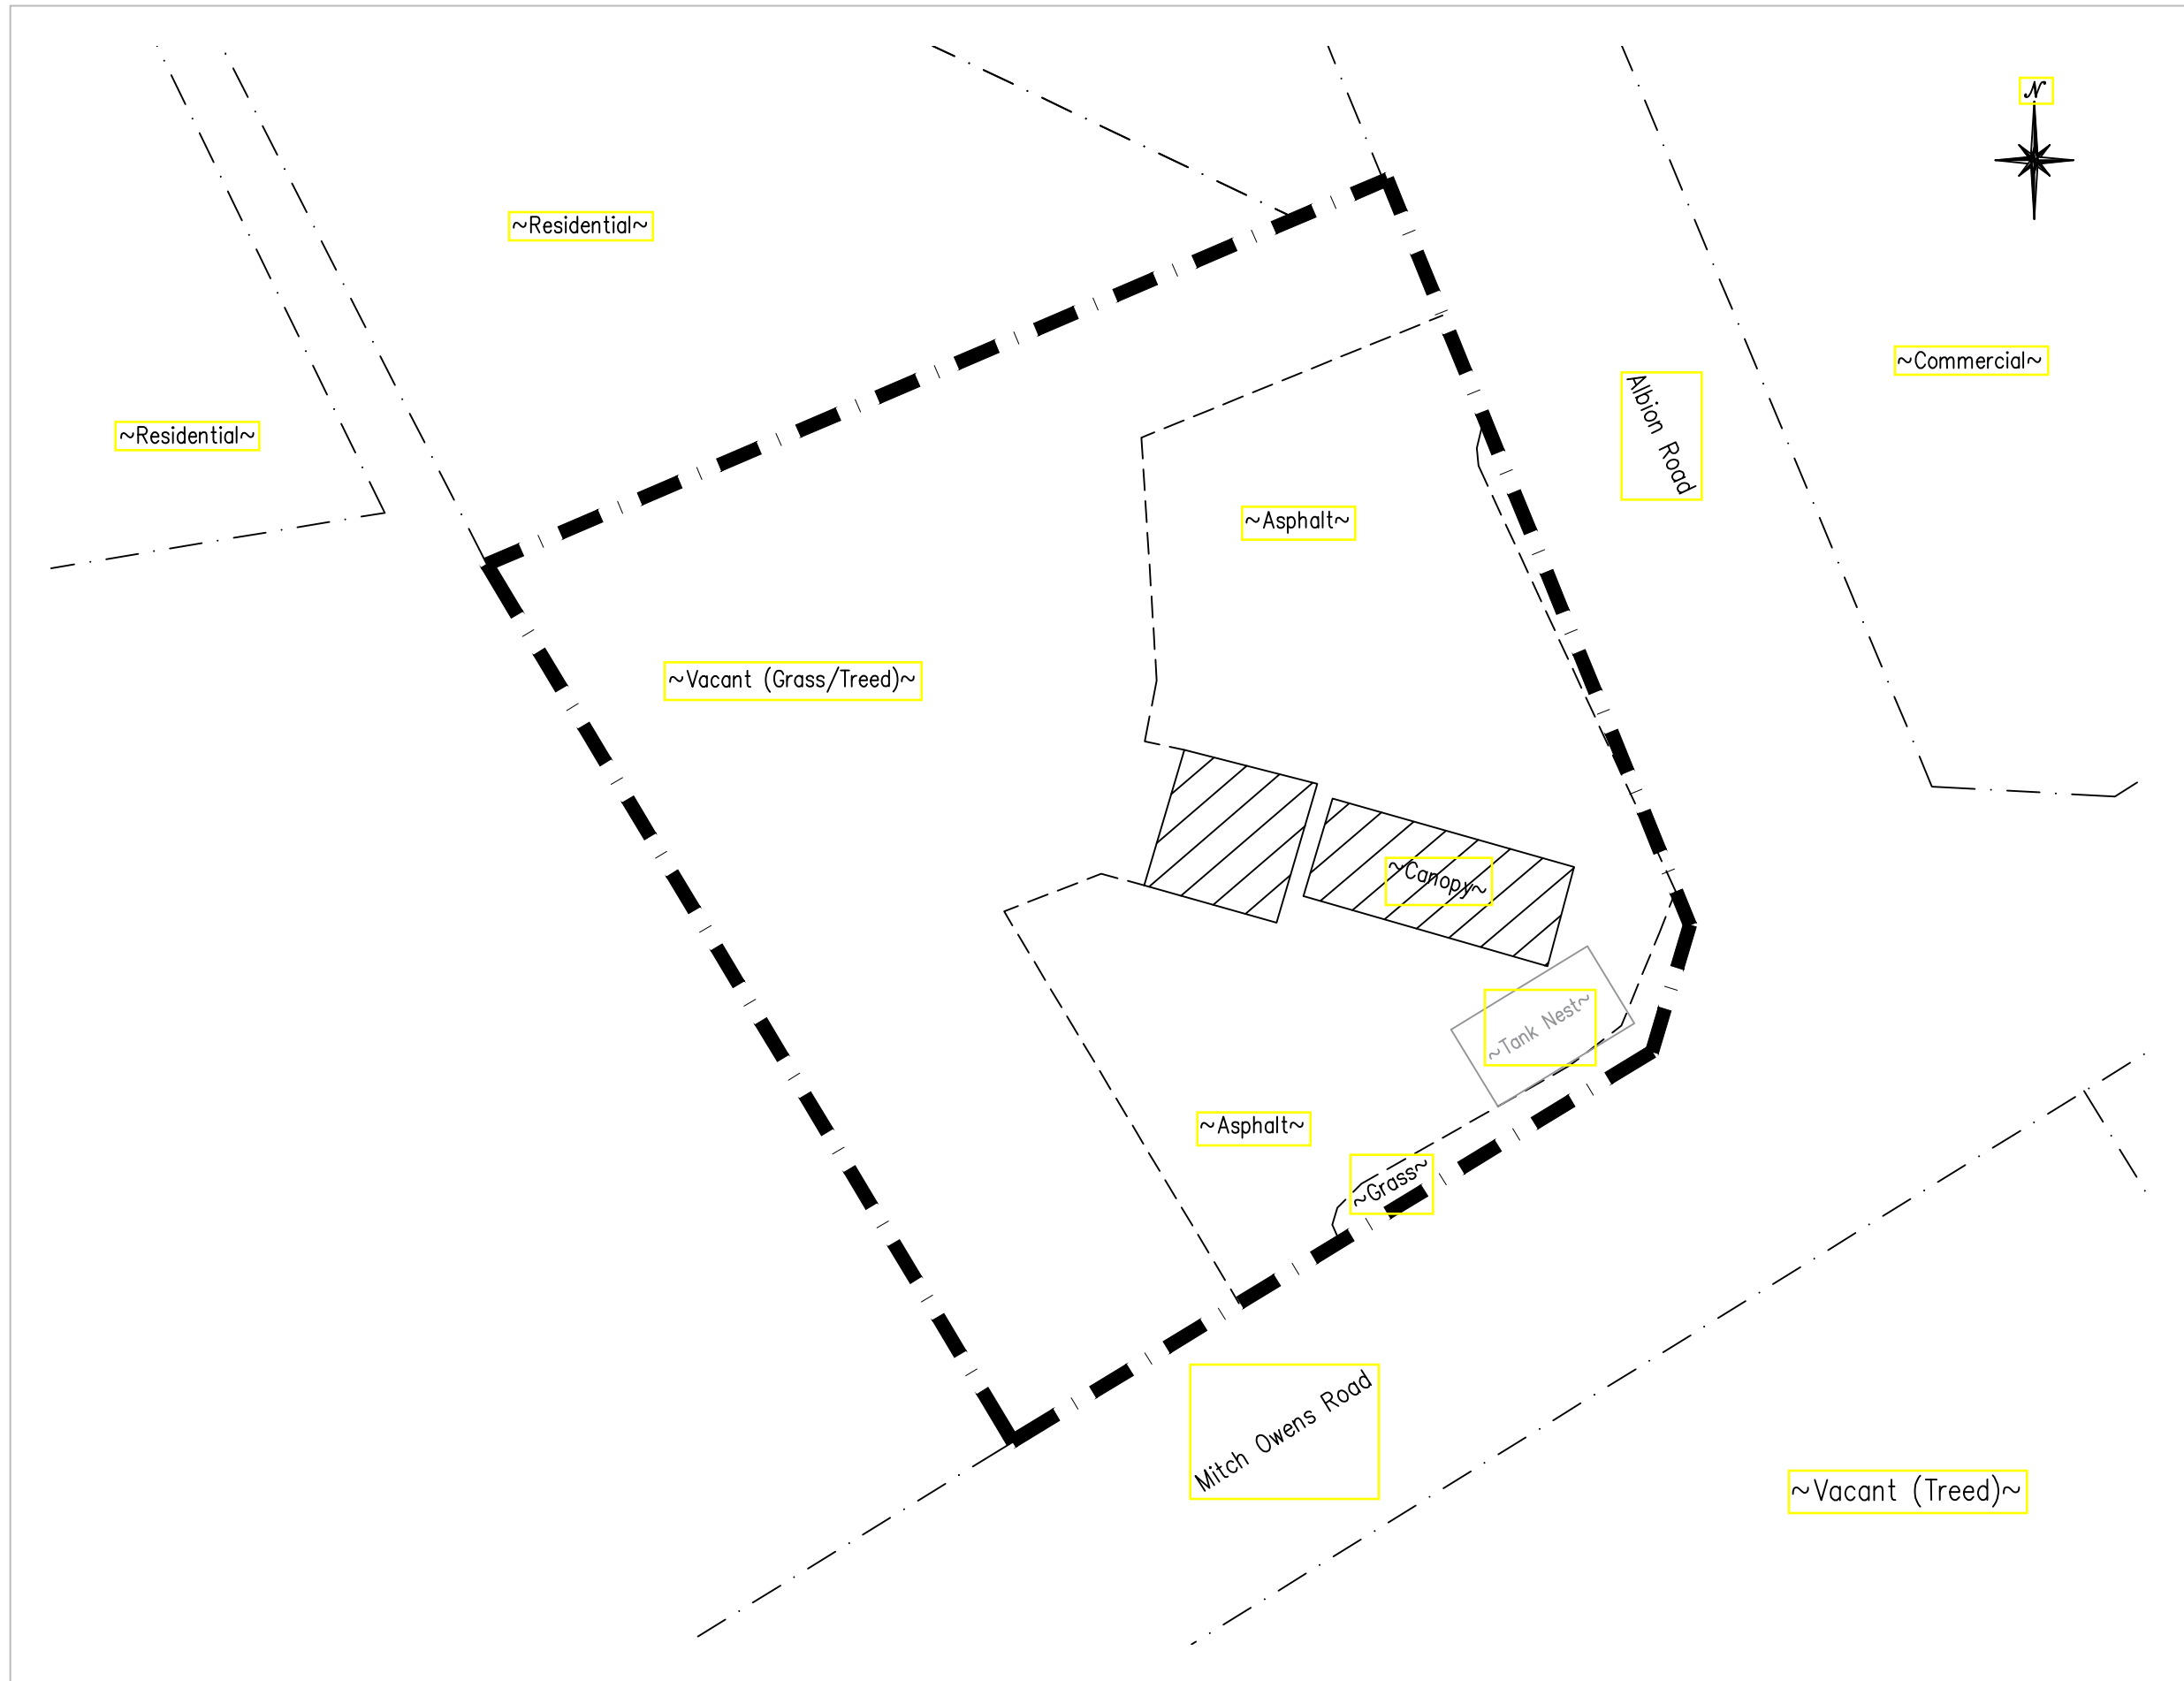 N
~Residential~
~Commercial~
Albion Road
~Residential~
~Asphalt~
~Vacant (Grass/Treed)~
~Canopy~
~Tank Nest~
~Asphalt~
~Grass~
Mitch Owens Road
~Vacant (Treed)~